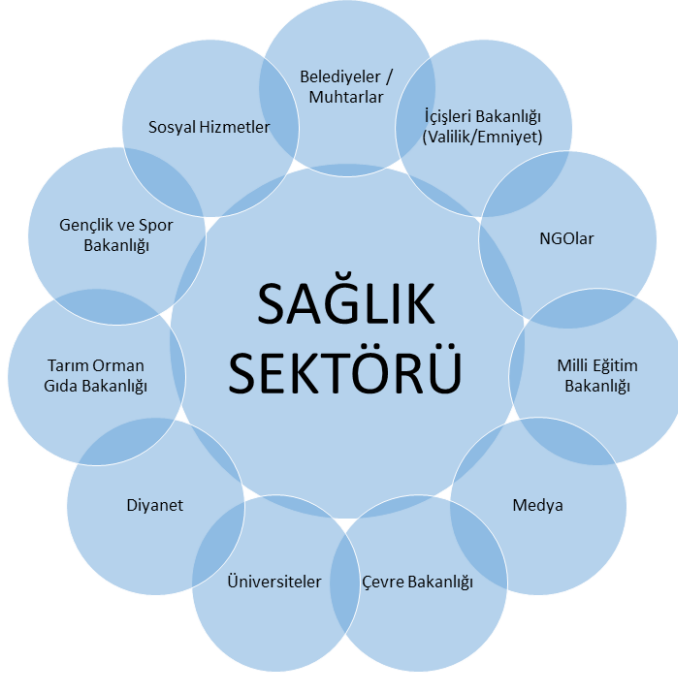 Belediyeler /
Muhtarlar
İçişleri Bakanlığı
(Valilik/Emniyet)
NGOlar
Milli Eğitim
Bakanlığı
Medya
Çevre Bakanlığı
Üniversiteler
Diyanet
Tarım Orman
Gıda Bakanlığı
Gençlik ve Spor
Bakanlığı
Sosyal Hizmetler
SAĞLIK
SEKTÖRÜ